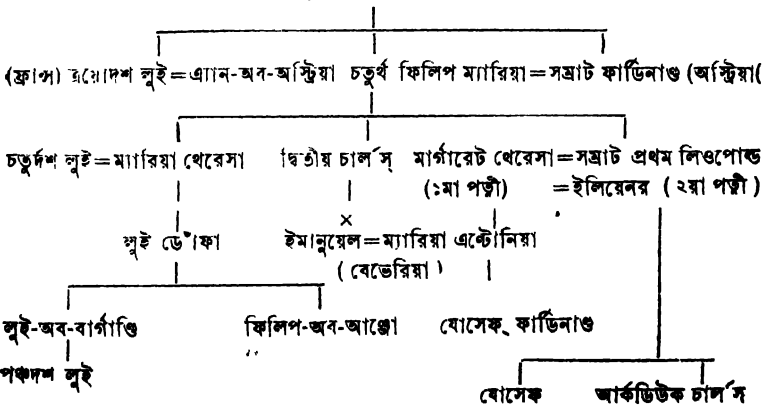 (ফ্রান্স) ত্রয়োদশ লুই=এ্যান-অব-অস্ট্রিয়া চতুর্থ ফিলিপ ম্যারিয়া=সম্রাট ফার্ডিনাণ্ড (অস্ট্রিয়া(
চতুর্দশ লুই=ম্যারিয়া থেরেসা দ্বিতীয় চার্লস্ মার্গারেট থেরেসা=সম্রাট প্রথম লিওপোল্ড
(১মা পত্নী) =ইলিয়েনর (২য়া পত্নী)
×
লুই ডে াঁফা ইমানুয়েল=ম্যারিয়া এন্টোনিয়া
(বেভেরিয়া)
লুই-অব-বার্গাণ্ডি ফিলিপ-অব-আঞ্জো যোসেফ্ ফার্ডিনাণ্ড
পঞ্চদশ লুই
যোসেফ আর্কডিউক চার্লস